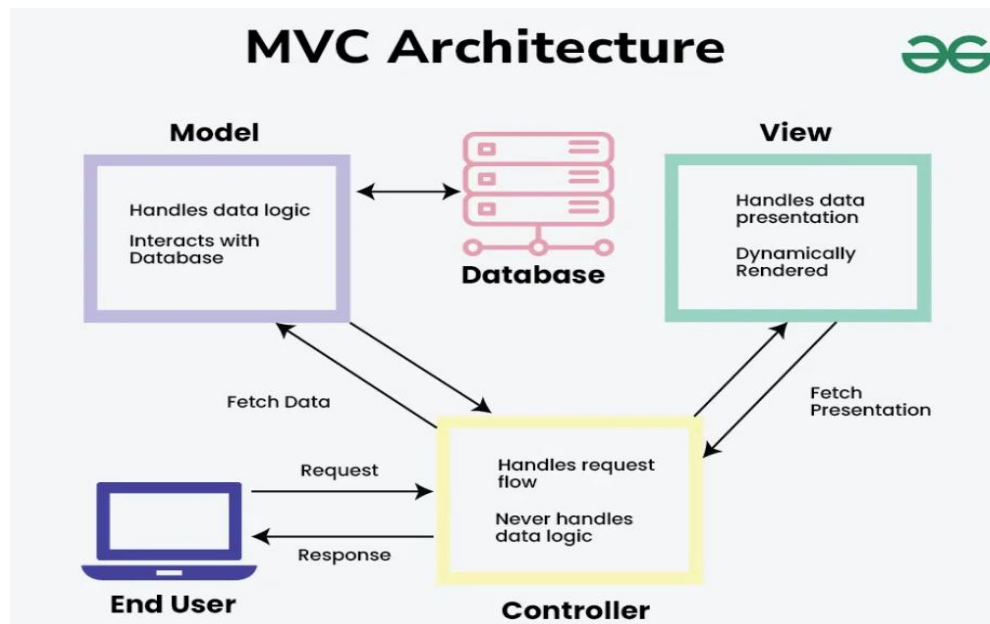 MVC Architecture
Model
View
Handles data logic
Interacts with
Database
Database
Handles data
presentation
Dynamically
Rendered
Fetch Data
Fetch
Presentation
Request
Response
Handles request
flow
Never handles
data logic
End User
Controller